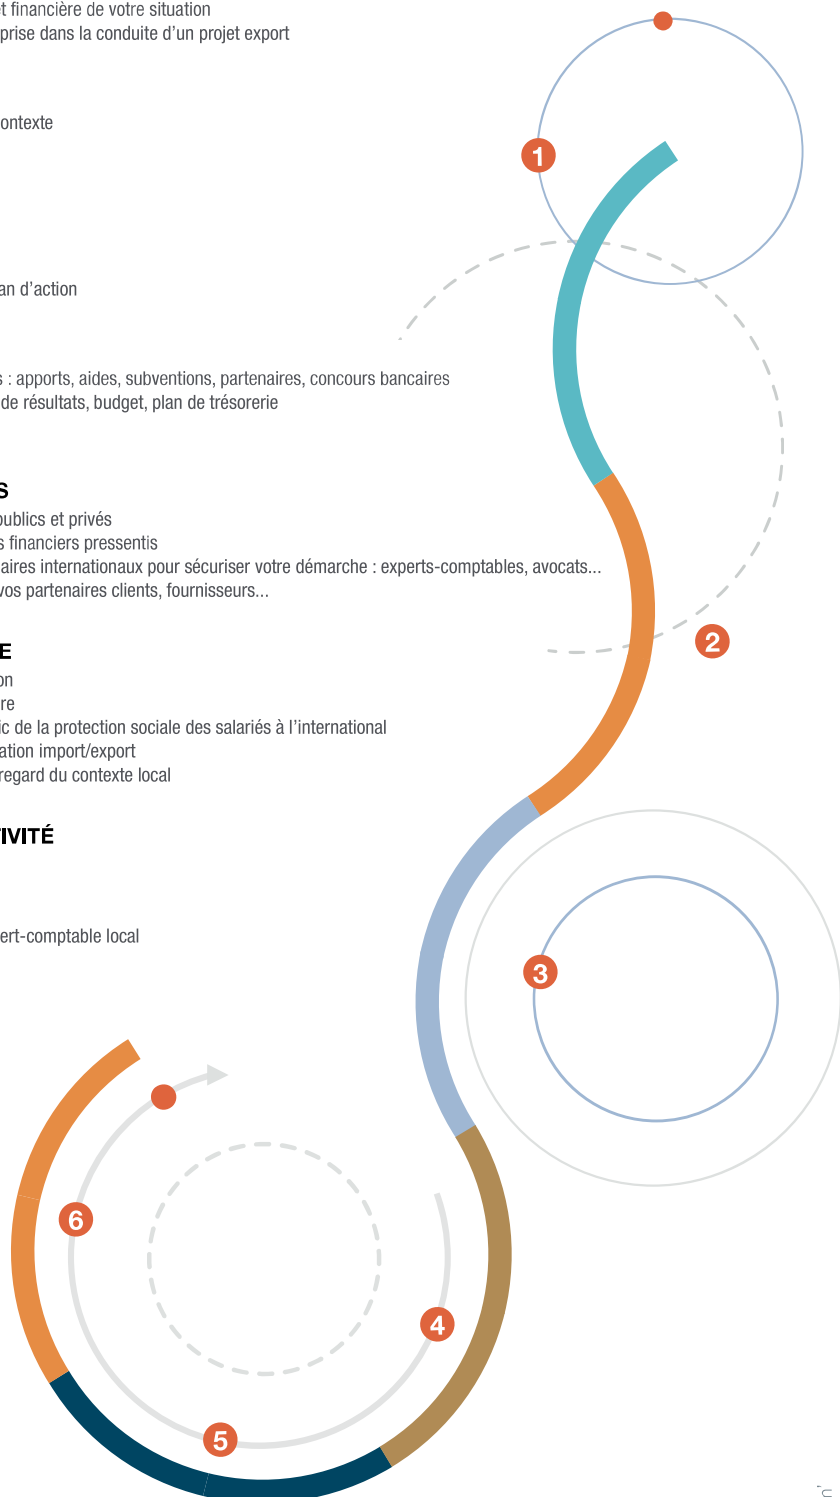 t financière de votre situation
prise dans la conduite d’un projet export
ontexte
an d’action
s : apports, aides, subventions, partenaires, concours bancaires
de résultats, budget, plan de trésorerie
S
publics et privés
s financiers pressentis
aires internationaux pour sécuriser votre démarche : experts-comptables, avocats...
vos partenaires clients, fournisseurs...
E
on
re
ic de la protection sociale des salariés à l’international
ation import/export
regard du contexte local
TIVITÉ
ert-comptable local
1
2
3
4
5
6